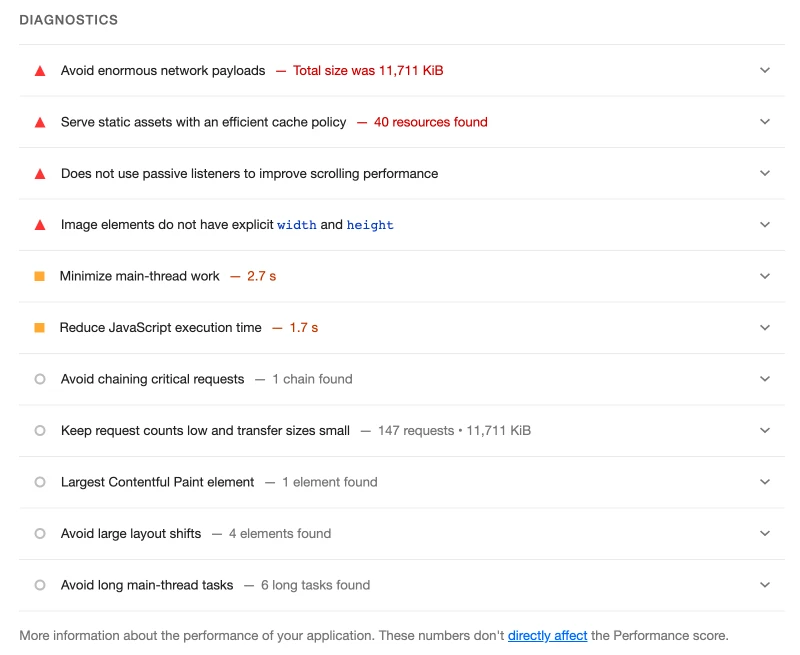 DIAGNOSTICS
Avoid enormous network payloads — Total size was 11,711 KiB
Serve static assets with an efficient cache policy — 40 resources found
Does not use passive listeners to improve scrolling performance
Image elements do not have explicit width and height
Minimize main-thread work — 2.7 s
Reduce JavaScript execution time — 1.7 s
Avoid chaining critical requests — 1 chain found
Keep request counts low and transfer sizes small — 147 requests • 11,711 KiB
Largest Contentful Paint element — 1 element found
Avoid large layout shifts — 4 elements found
Avoid long main-thread tasks — 6 long tasks found
More information about the performance of your application. These numbers don't directly affect the Performance score.